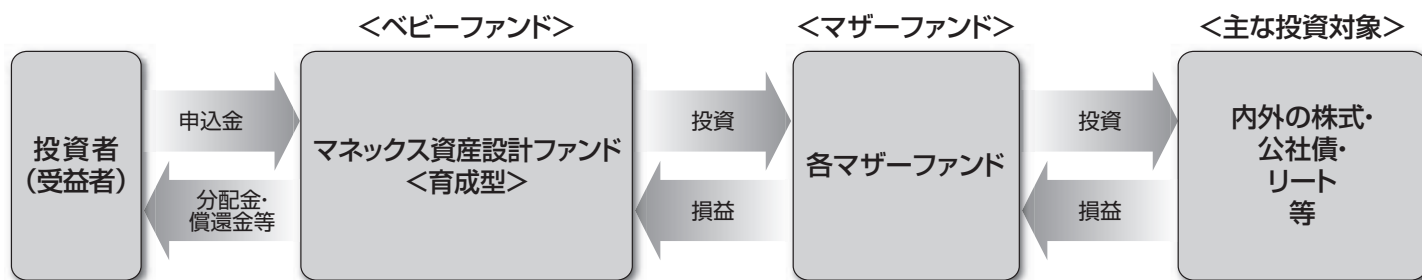 <ベビーファンド>
<マザーファンド>
<主な投資対象>
投資者
(受益者)
申込金
分配金・
償還金等
マネックス資産設計ファンド
<育成型>
投資
損益
各マザーファンド
投資
損益
内外の株式・
公社債・
リート
等